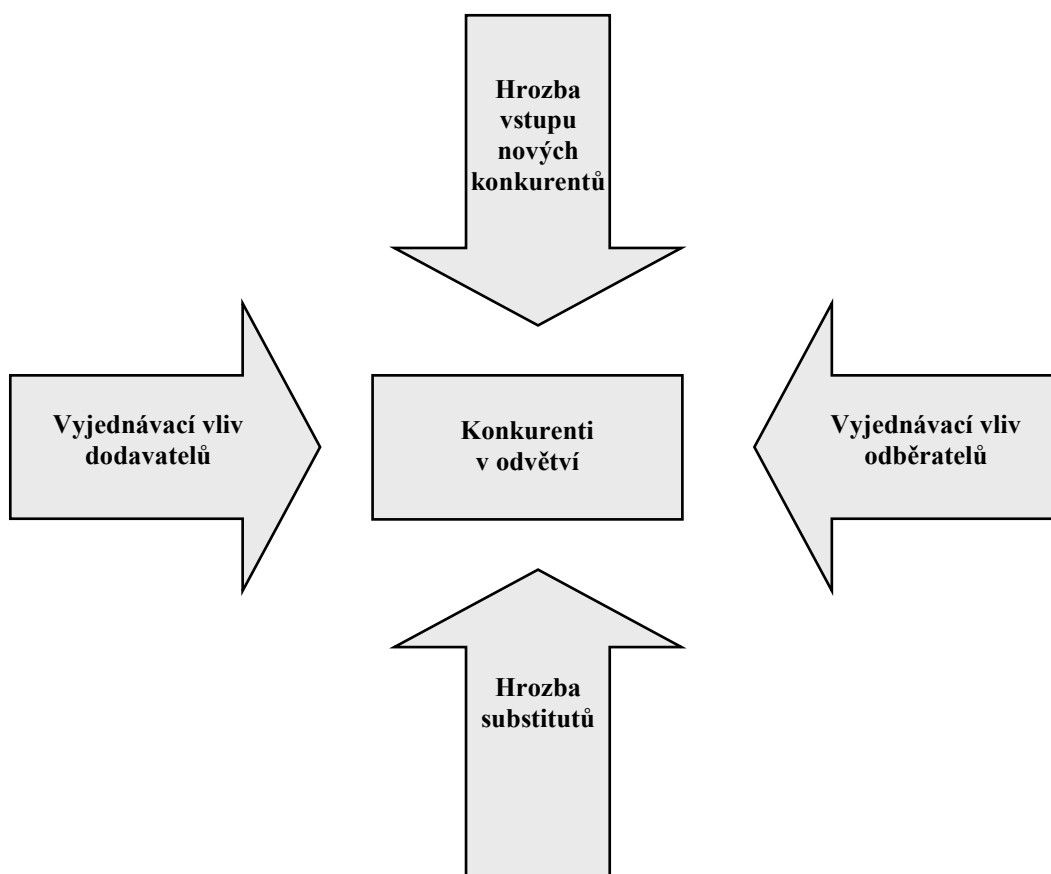 Hrozba
vstupu
nových
konkurentů
Vyjednávací vliv
dodavatelů
Konkurenti
v odvětví
Vyjednávací vliv
odběratelů
Hrozba
substitutů